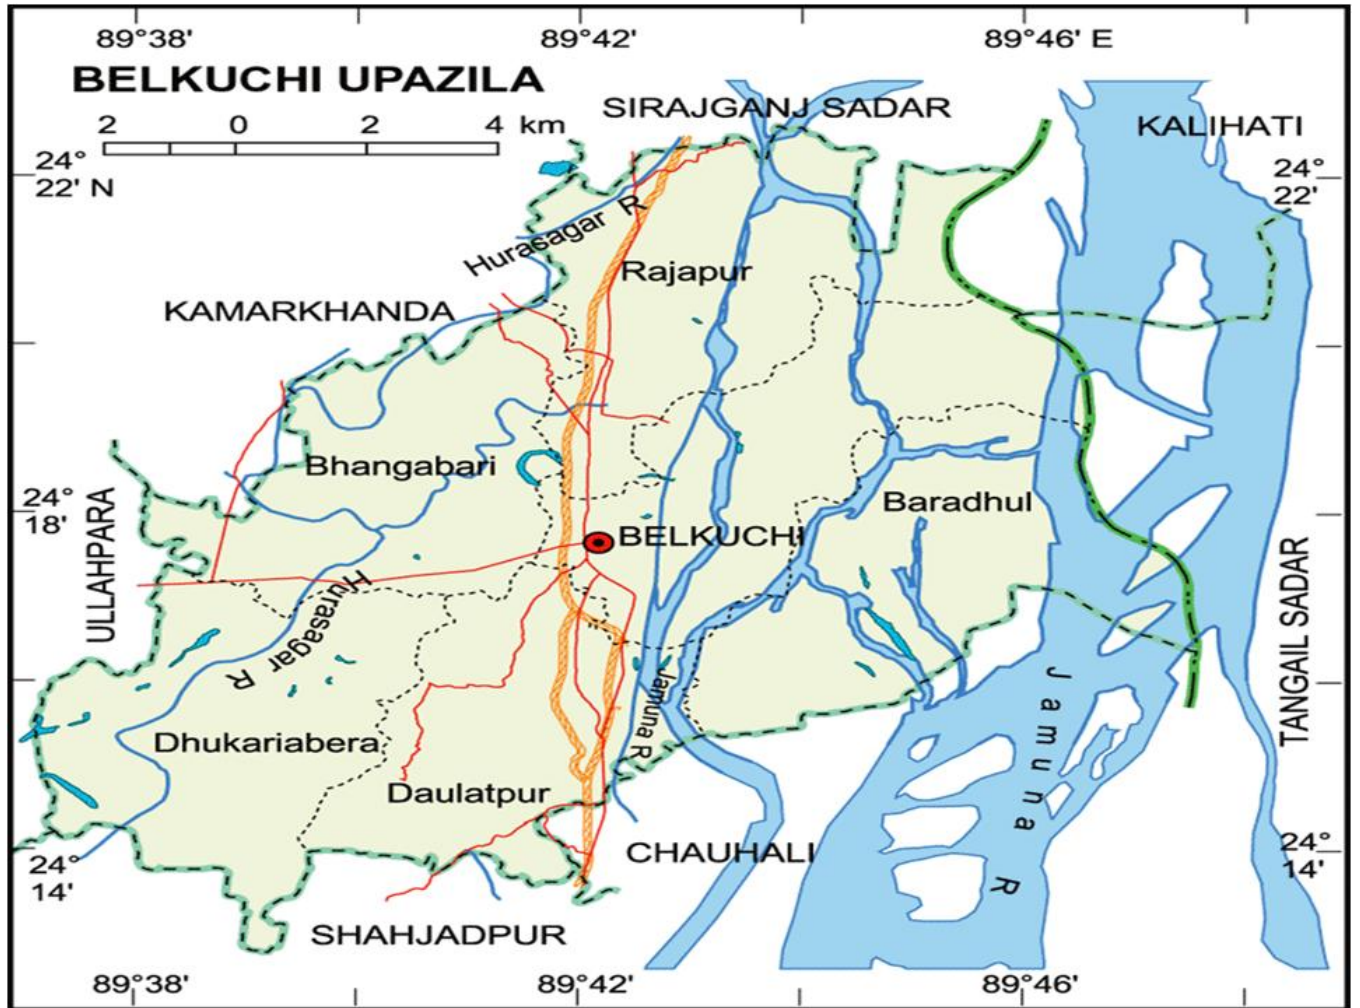 89°38'
89°42'
89°46' E
BELKUCHI UPAZILA
2 0 2 4 km
SIRAJGANJ SADAR
KALIHATI
24°
22' N
24°
22'
Hurasagar R
Rajapur
KAMARKHANDA
Bhangabari
24°
18'
Baradhul
BELKUCHI
ULLAHPARA
Hurasagar R
TANGAIL SADAR
Jamuna R
Jamuna R
Dhukariabera
Daulatpur
CHAUHALI
24°
14'
24°
14'
SHAHJADPUR
89°38'
89°42'
89°46'